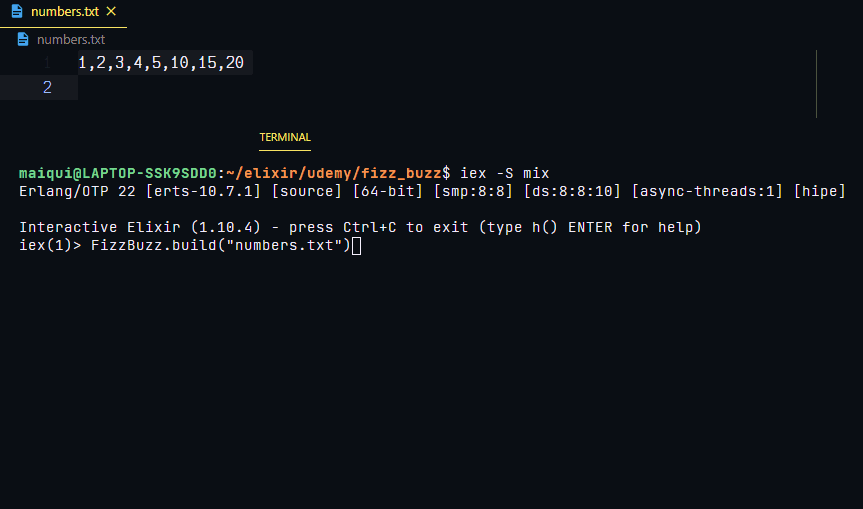 numbers.txt ×
numbers.txt
1 1,2,3,4,5,10,15,20
2
TERMINAL
maiqui@LAPTOP-SSK9SDD0:~/elixir/udemy/fizz_buzz$ iex -S mix
Erlang/OTP 22 [erts-10.7.1] [source] [64-bit] [smp:8:8] [ds:8:8:10] [async-threads:1] [hipe]
Interactive Elixir (1.10.4) - press Ctrl+C to exit (type h() ENTER for help)
iex(1)> FizzBuzz.build("numbers.txt")